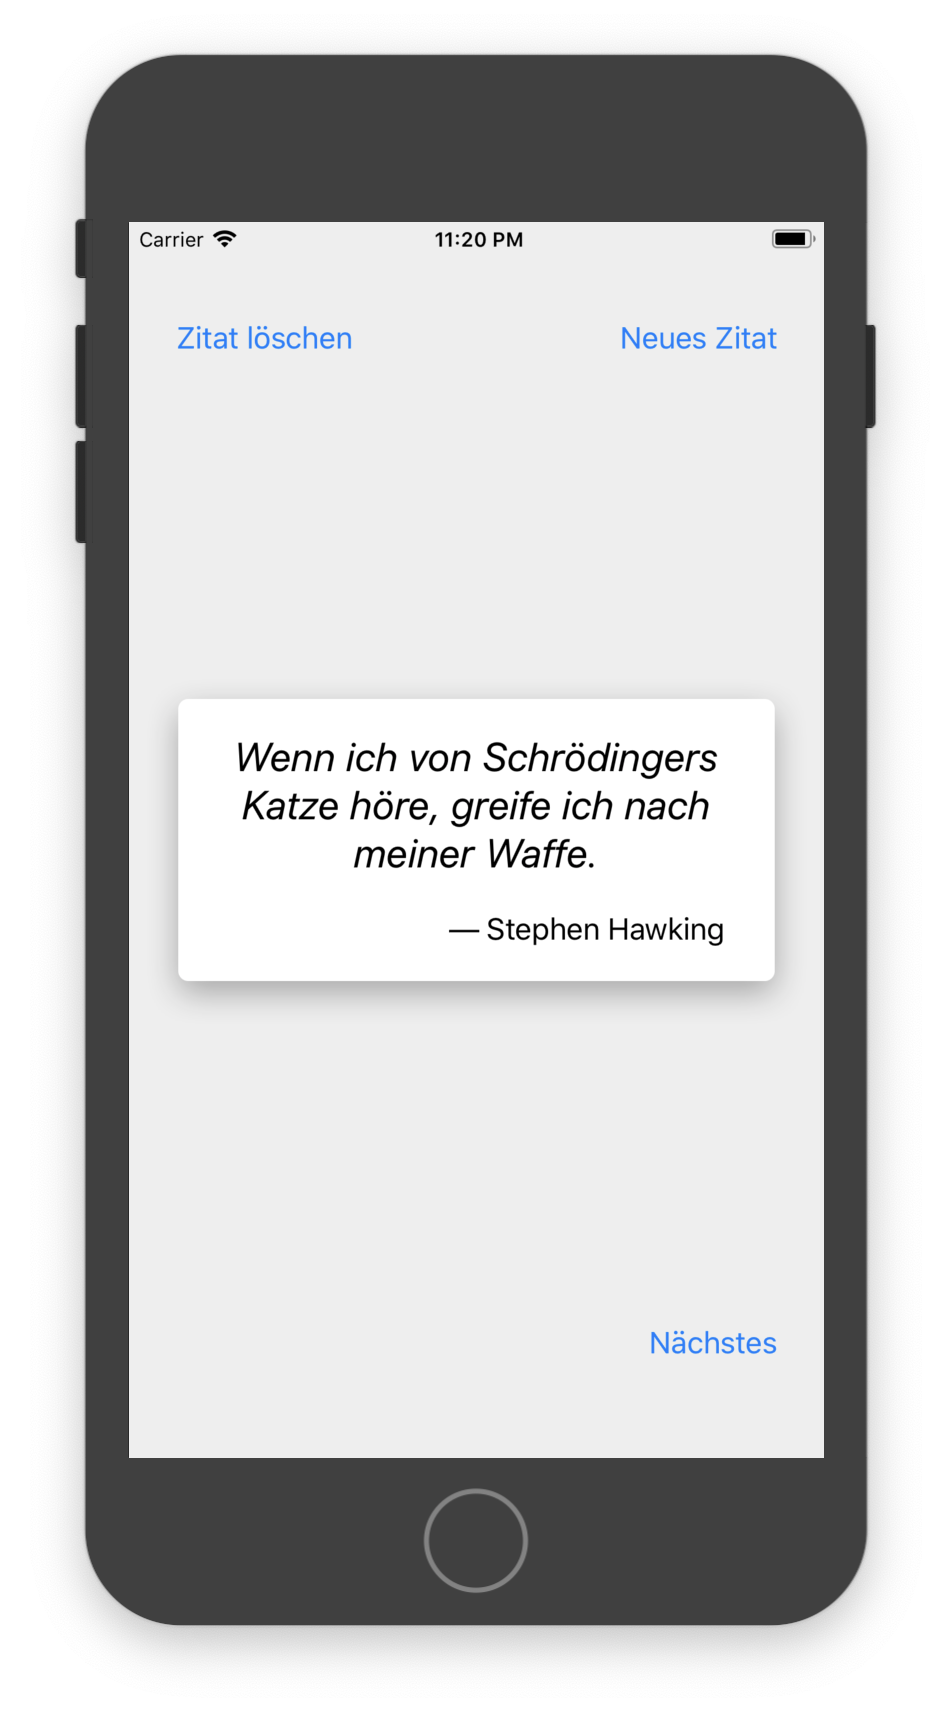 Carrier 11:20 PM
Zitat löschen Neues Zitat
Wenn ich von Schrödingers
Katze höre, greife ich nach
meiner Waffe.
— Stephen Hawking
Nächstes